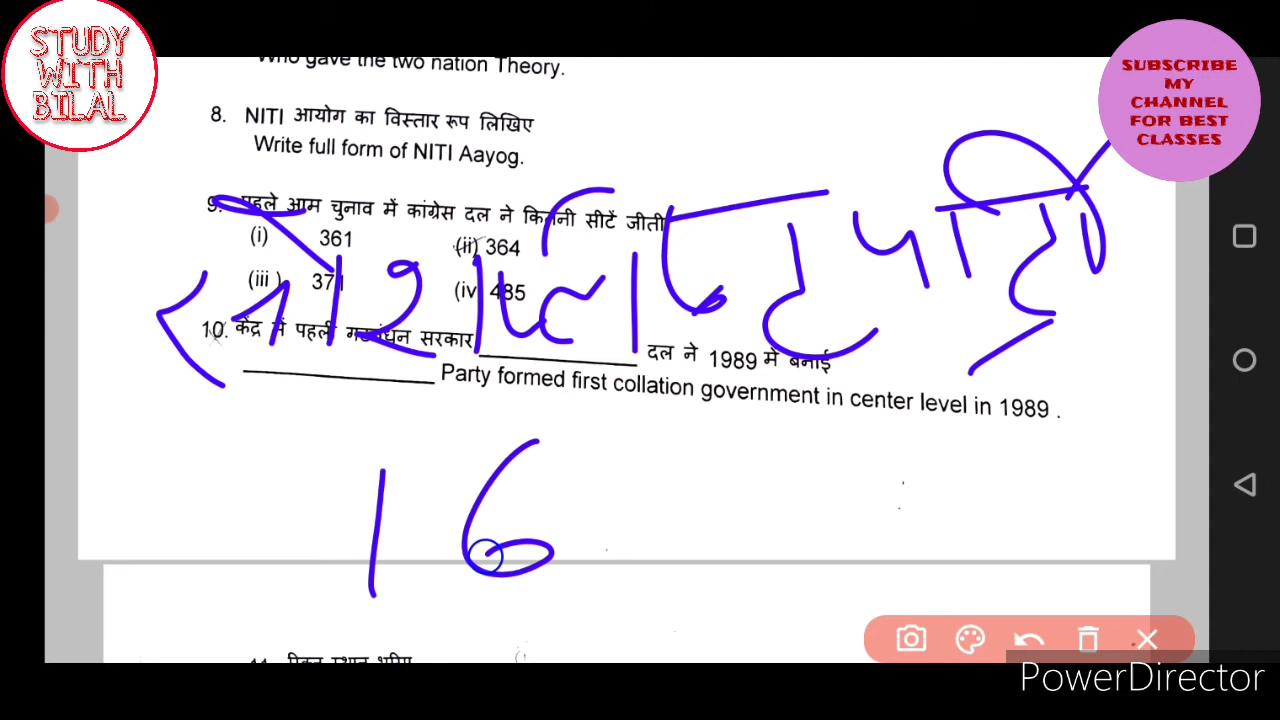 STUDY
WITH
BILAL
SUBSCRIBE
MY
CHANNEL
FOR BEST
CLASSES
Who gave the two nation Theory.
8. NITI आयोग का विस्तार रूप लिखिए
Write full form of NITI Aayog.
9. पहले आम चुनाव में कांग्रेस दल ने कितनी सीटें जीती
(i) 361 (ii) 364
(iii) 371 (iv) 485
10. केंद्र में पहली गठबंधन सरकार ____________ दल ने 1989 में बनाई
____________ Party formed first collation government in center level in 1989 .
16
PowerDirector